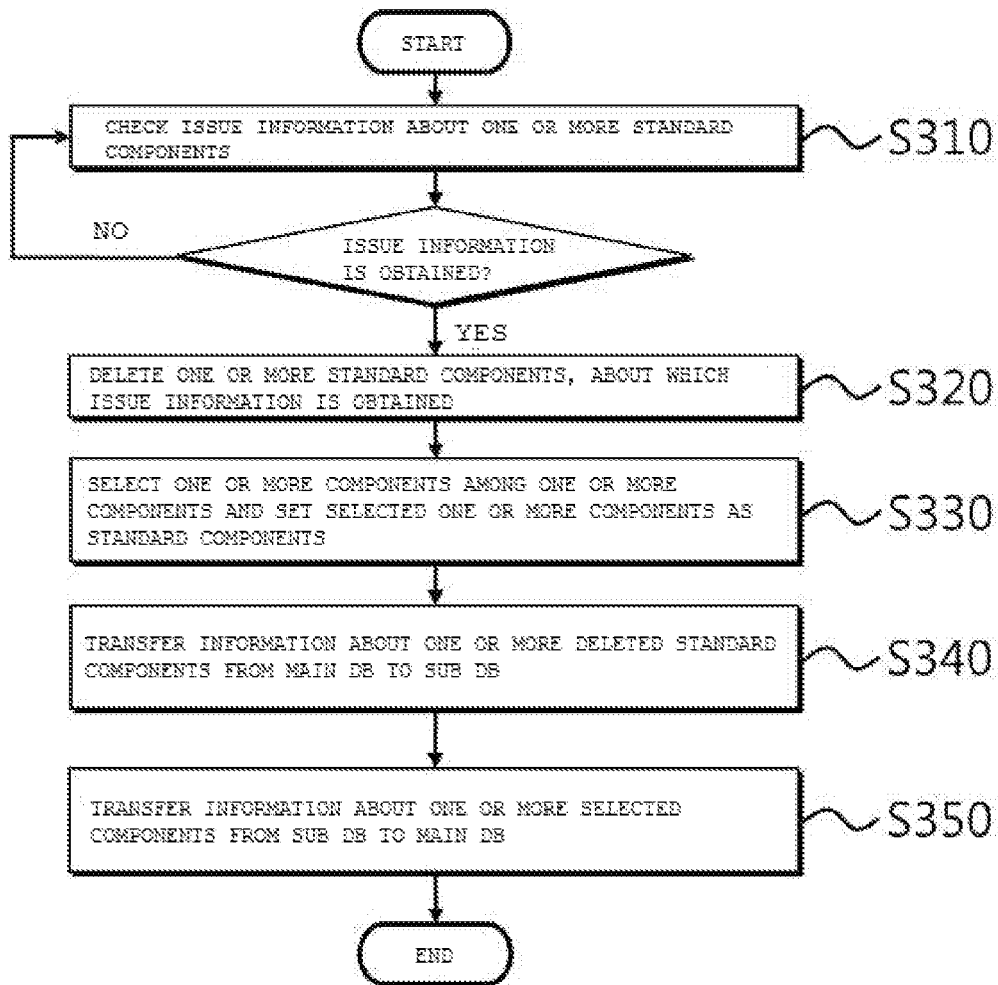 START
CHECK ISSUE INFORMATION ABOUT ONE OR MORE STANDARD
COMPONENTS
S310
NO
ISSUE INFORMATION
IS OBTAINED?
YES
DELETE ONE OR MORE STANDARD COMPONENTS, ABOUT WHICH
ISSUE INFORMATION IS OBTAINED
S320
SELECT ONE OR MORE COMPONENTS AMONG ONE OR MORE
COMPONENTS AND SET SELECTED ONE OR MORE COMPONENTS AS
STANDARD COMPONENTS
S330
TRANSFER INFORMATION ABOUT ONE OR MORE DELETED STANDARD
COMPONENTS FROM MAIN DB TO SUB DB
S340
TRANSFER INFORMATION ABOUT ONE OR MORE SELECTED
COMPONENTS FROM SUB DB TO MAIN DB
S350
END